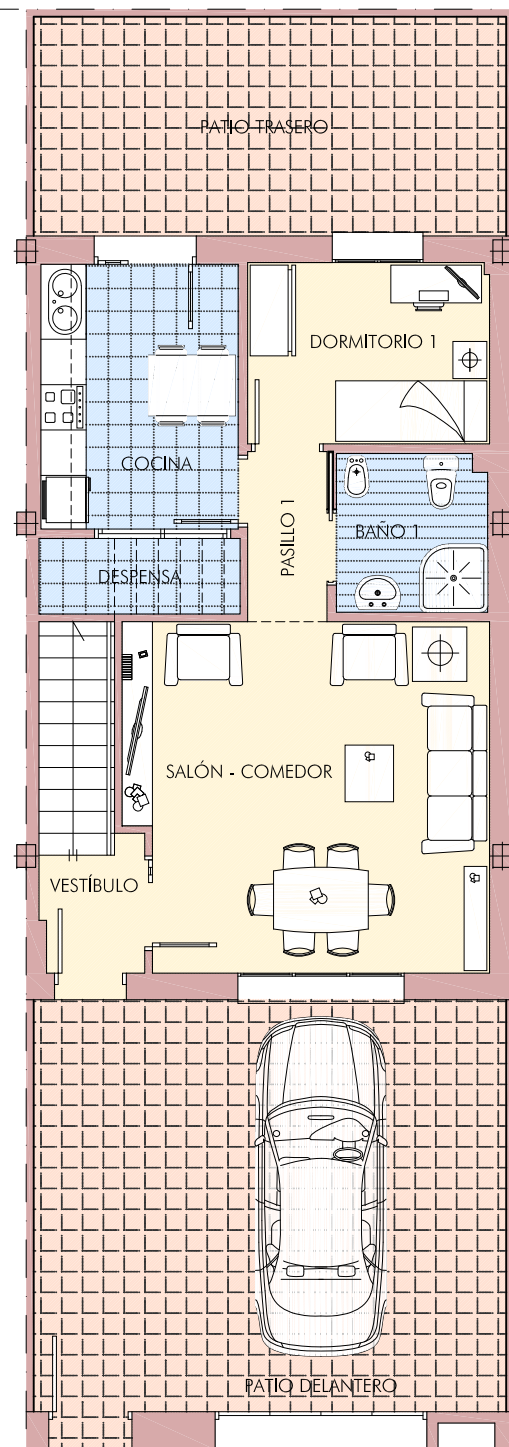 PATIO TRASERO
DORMITORIO 1
COCINA
PASILLO 1
BAÑO 1
DESPENSA
SALÓN - COMEDOR
VESTÍBULO
PATIO DELANTERO